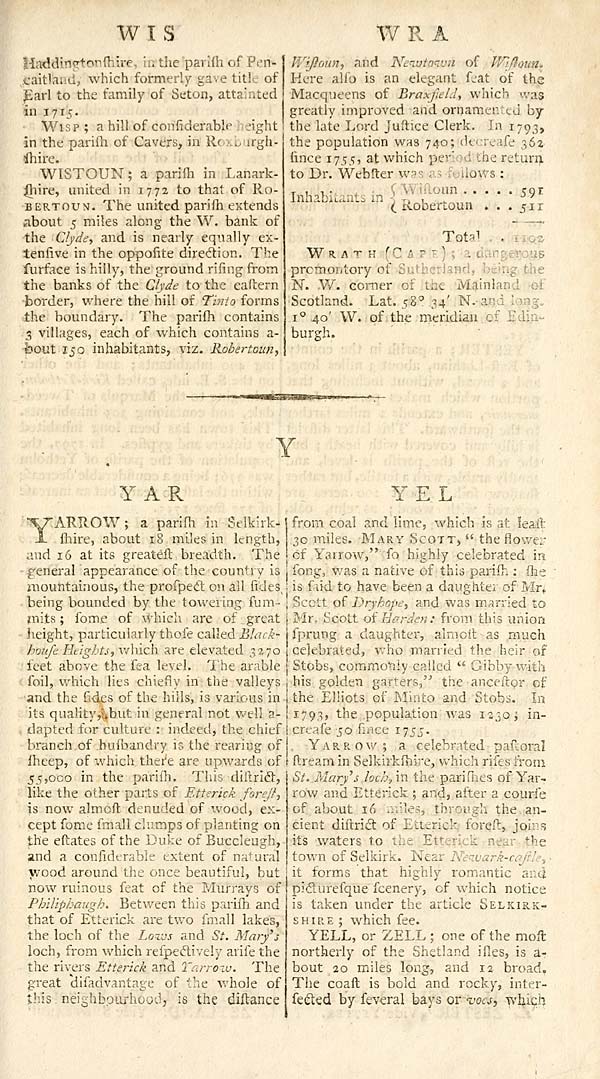 WIS
Haddingtonſhire, in the pariſh of Pen-
caitland, which formerly gave title of
Earl to the family of Seton, attainted
in 1715.
WISP; a hill of conſiderable height
in the pariſh of Cavers, in Roxburgh-
ſhire.
WISTOUN; a pariſh in Lanark-
ſhire, united in 1772 to that of RO-
BERTOUN. The united pariſh extends
about 5 miles along the W. bank of
the Clyde, and is nearly equally ex-
tenſive in the oppoſite direction. The
ſurface is hilly, the ground riſing from
the banks of the Clyde to the eaſtern
border, where the hill of Tinto forms
the boundary. The pariſh contains
3 villages, each of which contains a-
bout 150 inhabitants, viz. Robertoun,
WRA
Wiſtoun, and Newtown of Wiſtoun.
Here alſo is an elegant ſeat of the
Macqueens of Braxfield, which was
greatly improved and ornamented by
the late Lord Juſtice Clerk. In 1793,
the population was 740; decreaſe 362
ſince 1755, at which period the return
to Dr. Webſter was as follows:
Inhabitants in { Wiſtoun . . . . . 591
{ Robertoun . . . 511
Total . . 1102
WRATH (CAPE); a dangerous
promontory of Sutherland, being the
N. W. corner of the Mainland of
Scotland. Lat. 58° 34′ N. and long.
1° 40′ W. of the meridian of Edin-
burgh.
Y
YAR
YARROW; a pariſh in Selkirk-
ſhire, about 18 miles in length,
and 16 at its greateſt breadth. The
general appearance of the country is
mountainous, the proſpect on all ſides
being bounded by the towering ſum-
mits; ſome of which are of great
height, particularly thoſe called Black-
houſe Heights, which are elevated 3270
feet above the ſea level. The arable
ſoil, which lies chiefly in the valleys
and the ſides of the hills, is various in
its quality, but in general not well a-
dapted for culture: indeed, the chief
branch of huſbandry is the rearing of
ſheep, of which there are upwards of
55,000 in the pariſh. This diſtrict,
like the other parts of Etterick foreſt,
is now almoſt denuded of wood, ex-
cept ſome ſmall clumps of planting on
the eſtates of the Duke of Buccleugh,
and a conſiderable extent of natural
wood around the once beautiful, but
now ruinous ſeat of the Murrays of
Philiphaugh. Between this pariſh and
that of Etterick are two ſmall lakes,
the loch of the Lows and St. Mary's
loch, from which reſpectively ariſe the
the rivers Etterick and Yarrow. The
great diſadvantage of the whole of
this neighbourhood, is the diſtance
YEL
from coal and lime, which is at leaſt
30 miles. MARY SCOTT, "the flower
of Yarrow," ſo highly celebrated in
ſong, was a native of this pariſh: ſhe
is ſaid to have been a daughter of Mr.
Scott of Dryhope, and was married to
Mr. Scott of Harden: from this union
ſprung a daughter, almoſt as much
celebrated, who married the heir of
Stobs, commonly called "Gibby with
his golden garters," the anceſtor of
the Elliots of Minto and Stobs. In
1793, the population was 1230; in-
creaſe 50 ſince 1755.
YARROW; a celebrated paſtoral
ſtream in Selkirkſhire, which riſes from
St. Mary's loch, in the pariſhes of Yar-
row and Etterick; and, after a courſe
of about 16 miles, through the an-
cient diſtrict of Etterick foreſt, joins
its waters to the Etterick near the
town of Selkirk. Near Newark-caſtle,
it forms that highly romantic and
pictureſque ſcenery, of which notice
is taken under the article SELKIRK-
SHIRE; which ſee.
YELL, or ZELL; one of the moſt
northerly of the Shetland iſles, is a-
bout 20 miles long, and 12 broad.
The coaſt is bold and rocky, inter-
ſected by ſeveral bays or voes, which